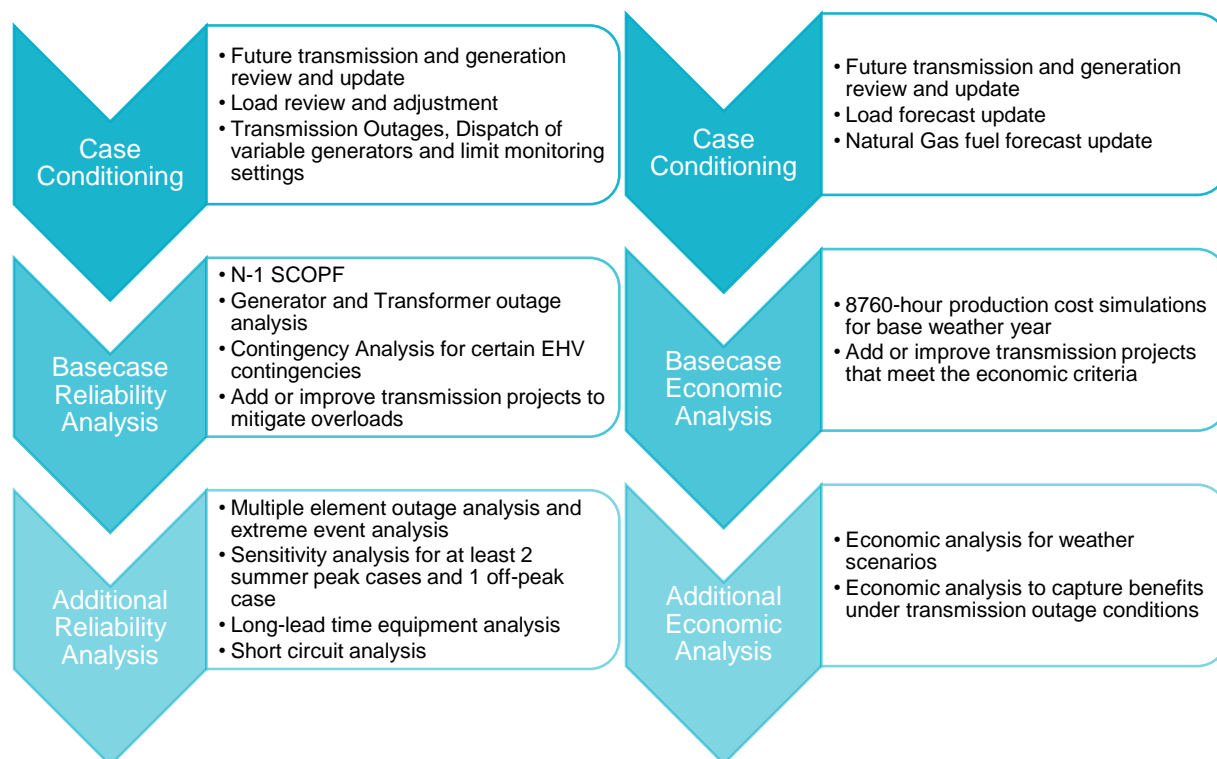 Case
Conditioning
• Future transmission and generation
review and update
• Load review and adjustment
• Transmission Outages, Dispatch of
variable generators and limit monitoring
settings
Basecase
Reliability
Analysis
• N-1 SCOPF
• Generator and Transformer outage
analysis
• Contingency Analysis for certain EHV
contingencies
• Add or improve transmission projects to
mitigate overloads
Additional
Reliability
Analysis
• Multiple element outage analysis and
extreme event analysis
• Sensitivity analysis for at least 2
summer peak cases and 1 off-peak
case
• Long-lead time equipment analysis
• Short circuit analysis
Case
Conditioning
• Future transmission and generation
review and update
• Load forecast update
• Natural Gas fuel forecast update
Basecase
Economic
Analysis
• 8760-hour production cost simulations
for base weather year
• Add or improve transmission projects
that meet the economic criteria
Additional
Economic
Analysis
• Economic analysis for weather
scenarios
• Economic analysis to capture benefits
under transmission outage conditions